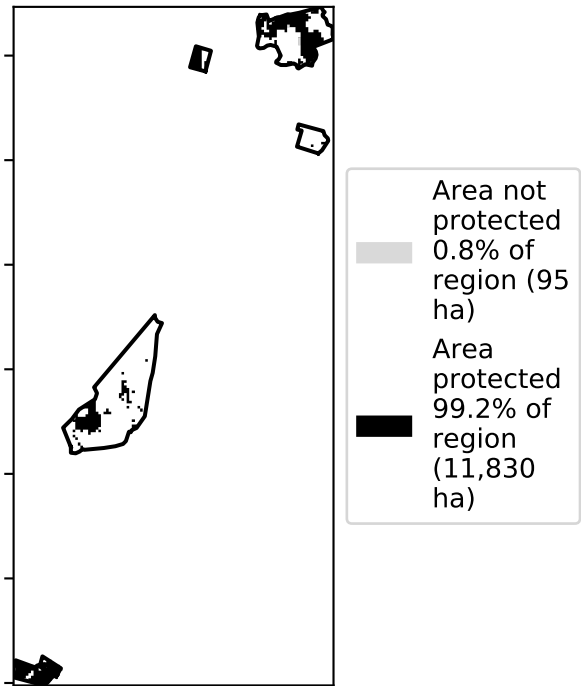 Area not
protected
0.8% of
region (95
ha)
Area
protected
99.2% of
region
(11,830
ha)